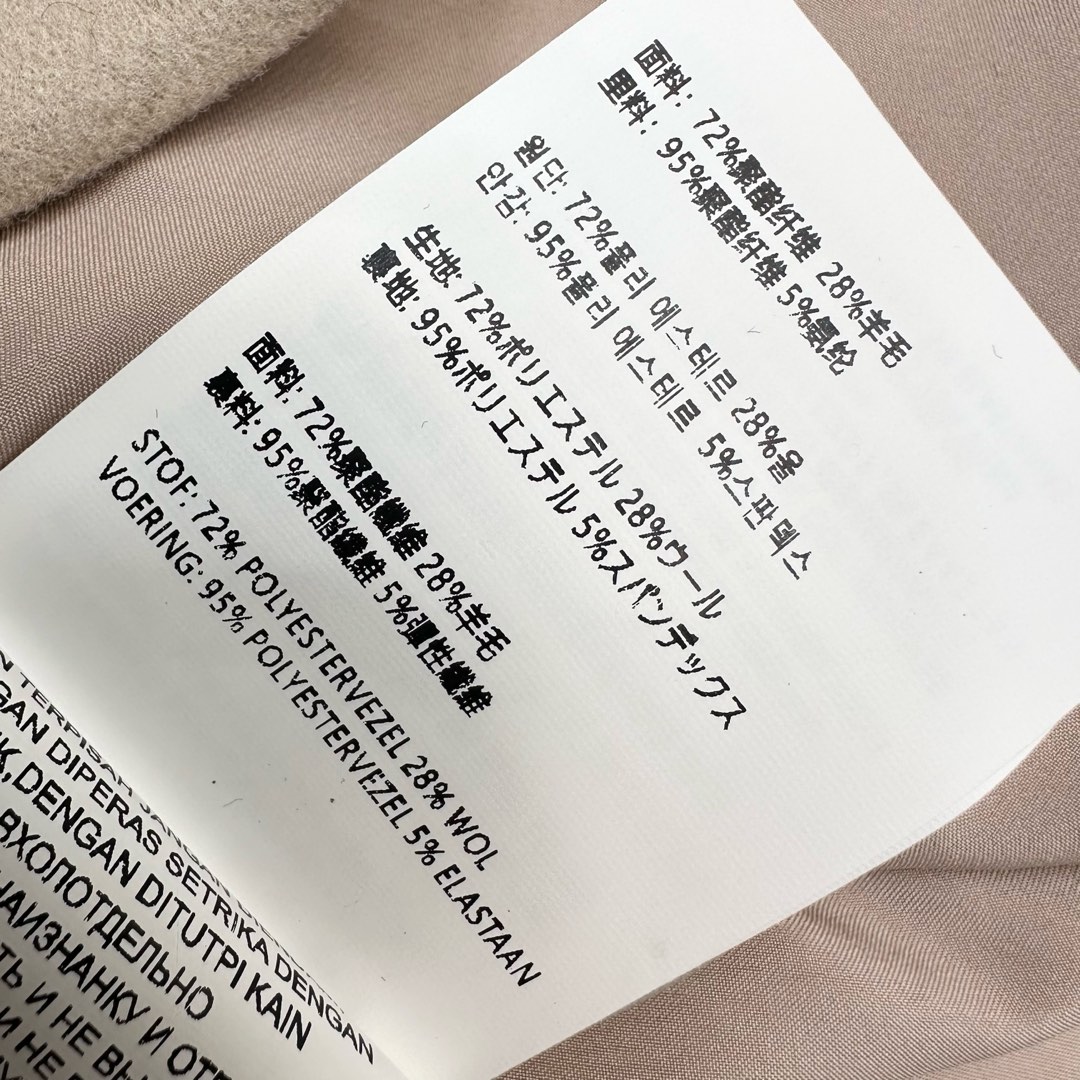 面料: 72%聚酯纤维 28%羊毛
里料: 95%聚酯纤维 5%氨纶
원단: 72%폴리 에스테르 28%울
안감: 95%폴리 에스테르 5%스판덱스
生地: 72%ポリエステル 28%ウール
裏地: 95%ポリエステル 5%スパンデックス
面料: 72%聚酯纖維 28%羊毛
裏料: 95%聚酯纖維 5%彈性纖維
STOF: 72% POLYESTERVEZEL 28% WOL
VOERING: 95% POLYESTERVEZEL 5% ELASTAAN
TERPISAH
DIPERAS SETRIKA DENGAN
,DENGAN DITUTPI KAIN
ВХОПОТДЕЛЬНО
НАИЗНАНКУ И
И НЕ
И НЕ